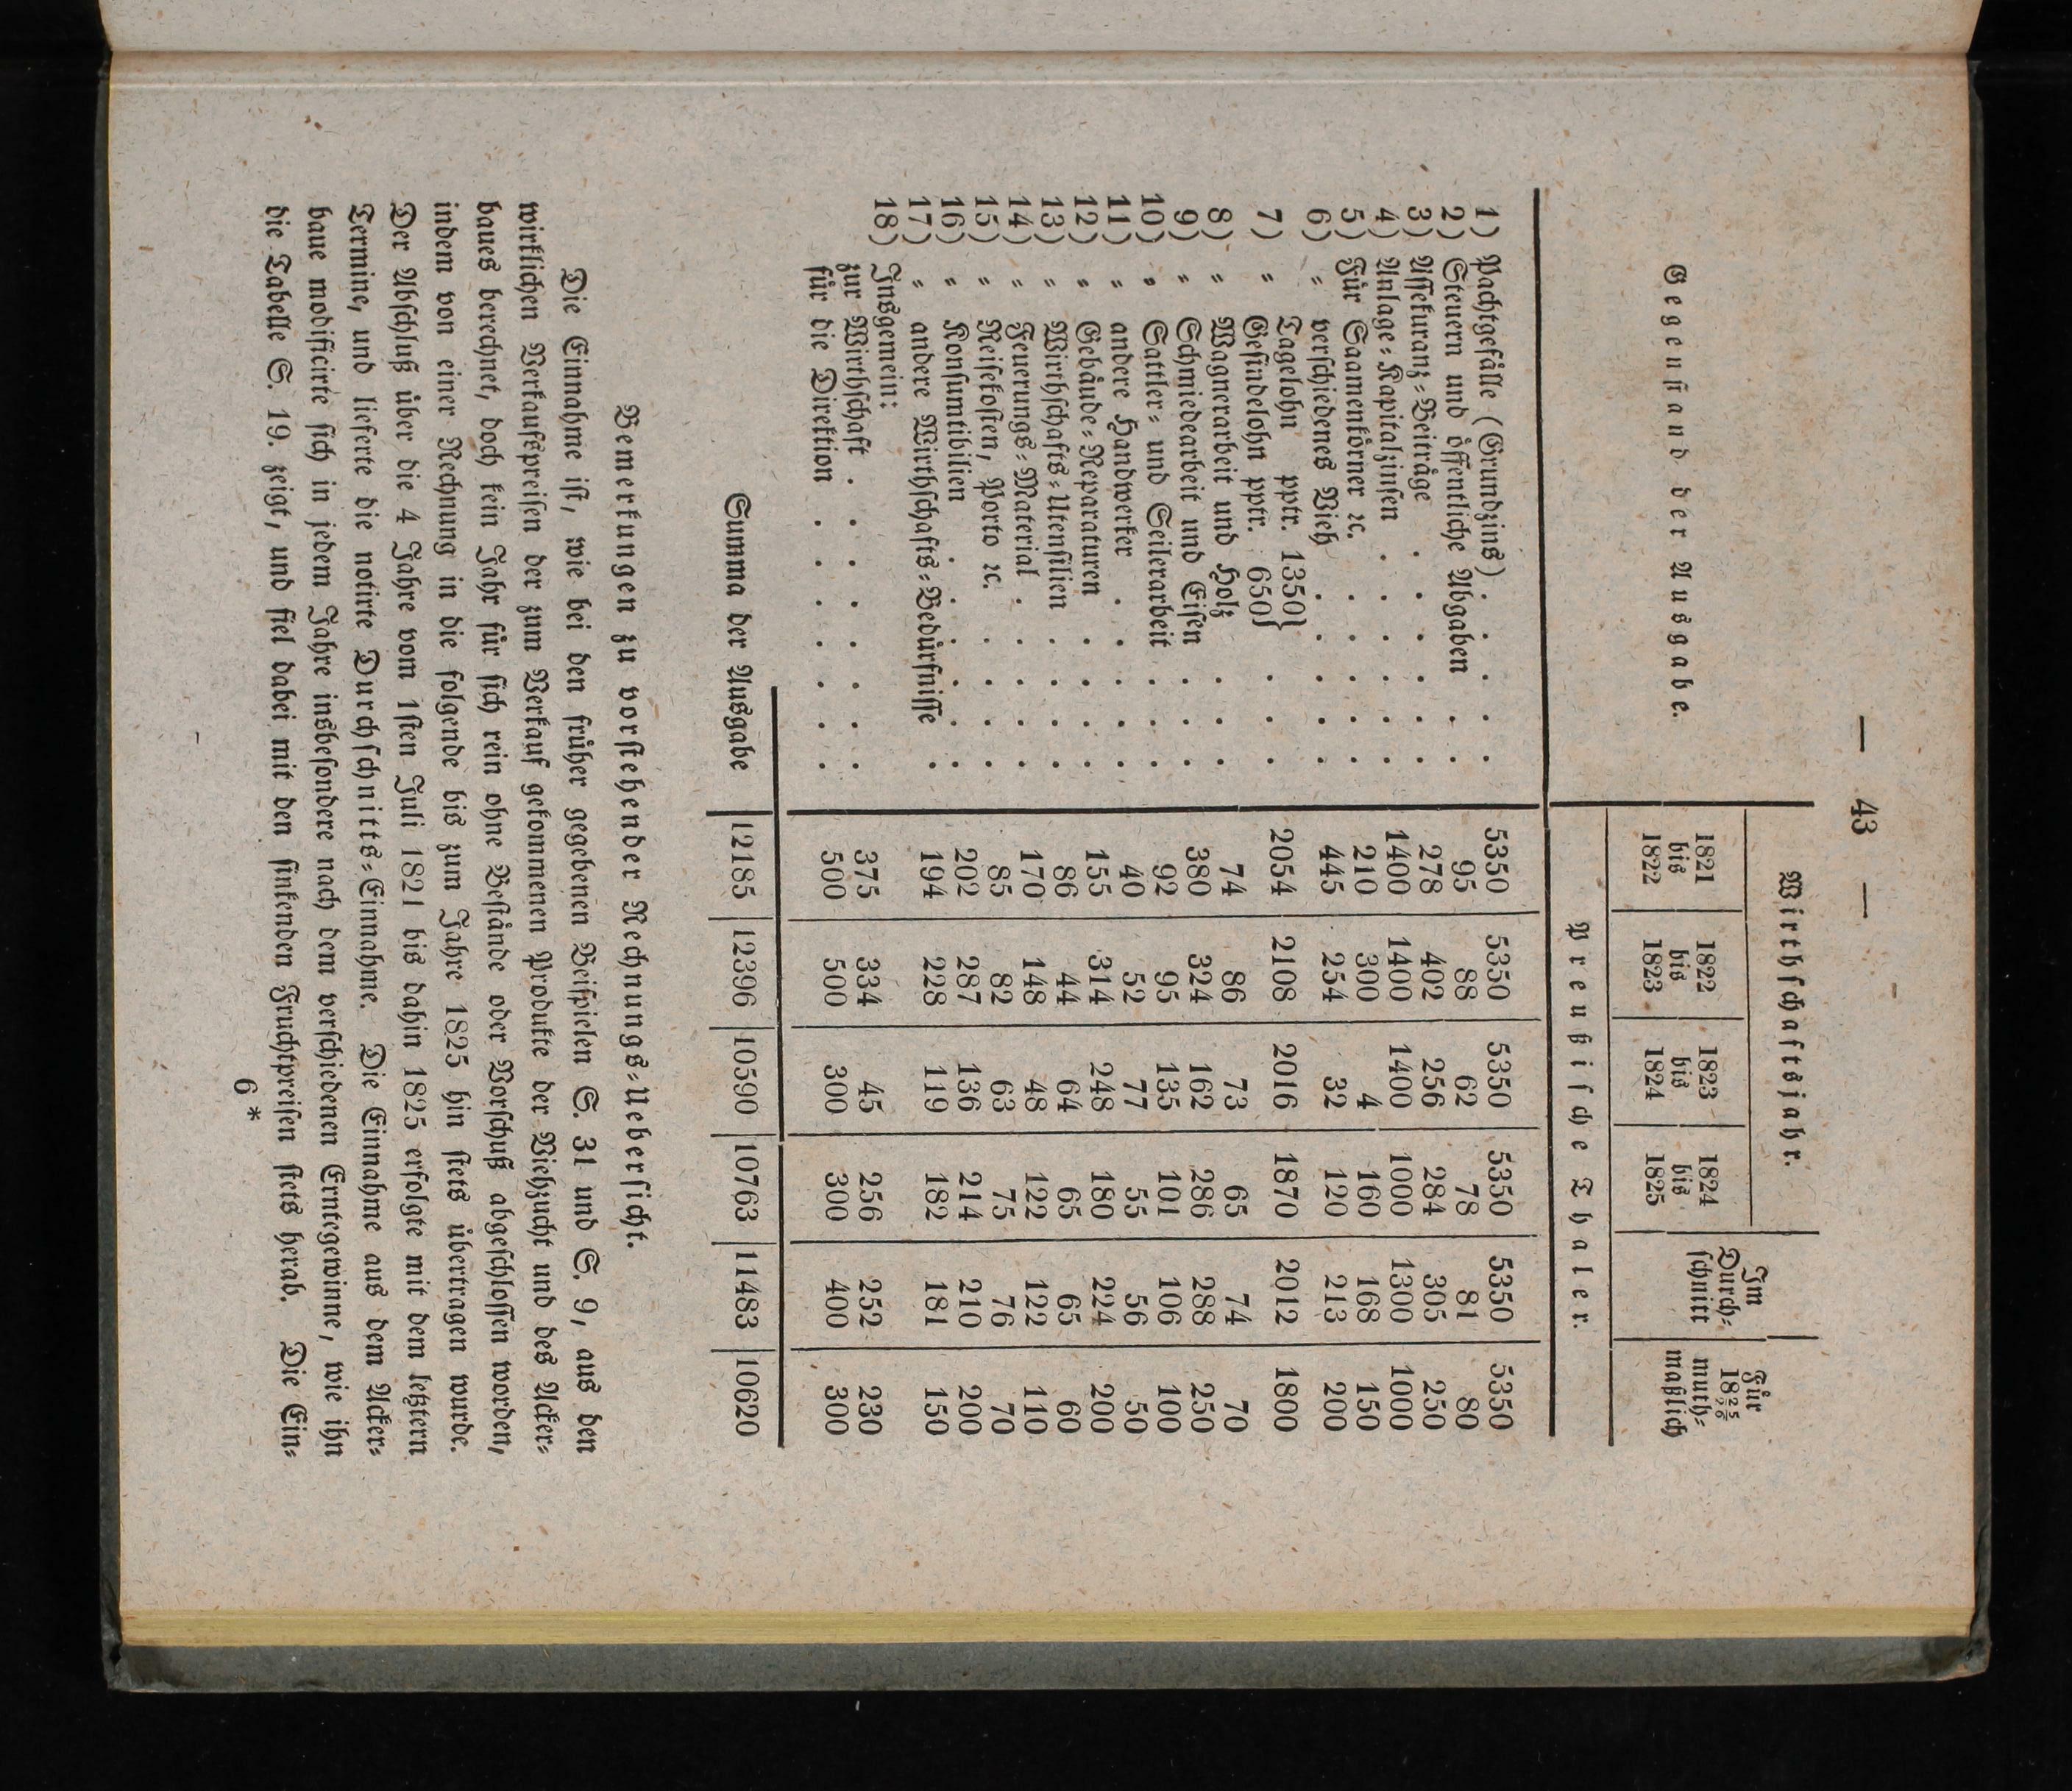 — 43 —
Gegenstand der Ausgabe. Wirthschaftsjahr. Im Durch= schnitt Für 18 25/26 muth= maßlich
1821 bis 1822 1822 bis 1823 1823 bis 1824 1824 bis 1825
Preußische Thaler.
1) Pachtgefälle (Grundzins) . . . . . 5350 5350 5350 5350 5350 5350
2) Steuern und öffentliche Abgaben . . . 95 88 62 78 81 80
3) Assekuranz=Beiträge . . . . . . 278 402 256 284 305 250
4) Anlage=Kapitalzinsen . . . . . . 1400 1400 1400 1000 1300 1000
5) Für Saamenkörner ꝛc. . . . . . 210 300 4 160 168 150
6) " verschiedenes Vieh . . . . . 445 254 32 120 213 200
7) " Tagelohn pptr. 1350} Gesindelohn pptr. 650} . . . 2054 2108 2016 1870 2012 1800
8) " Wagnerarbeit und Holz . . . 74 86 73 65 74 70
9) " Schmiedearbeit und Eisen . . . 380 324 162 286 288 250
10) " Sattler= und Seilerarbeit . . . 92 95 135 101 106 100
11) " andere Handwerker . . . . . 40 52 77 55 56 50
12) " Gebäude=Reparaturen . . . . 155 314 248 180 224 200
13) " Wirthschafts=Utensilien . . . . 86 44 64 65 65 60
14) " Feuerungs=Material . . . . . 170 148 48 122 122 110
15) " Reisekosten, Porto ꝛc. . . . . 85 82 63 75 76 70
16) " Konsumtibilien . . . . . . 202 287 136 214 210 200
17) " andere Wirthschafts=Bedürfnisse . 194 228 119 182 181 150
18) Insgemein:
zur Wirthschaft . . . . . . . 375 334 45 256 252 230
für die Direktion . . . . . . 500 500 300 300 400 300
Summa der Ausgabe 12185 12396 10590 10763 11483 10620
Bemerkungen zu vorstehender Rechnungs=Uebersicht.
Die Einnahme ist, wie bei den früher gegebenen Beispielen S. 31 und S. 9, aus den
wirklichen Verkaufspreisen der zum Verkauf gekommenen Produkte der Viehzucht und des Acker=
baues berechnet, doch kein Jahr für sich rein ohne Bestände oder Vorschuß abgeschlossen worden,
indem von einer Rechnung in die folgende bis zum Jahre 1825 hin stets übertragen wurde.
Der Abschluß über die 4 Jahre vom 1sten Juli 1821 bis dahin 1825 erfolgte mit dem letztern
Termine, und lieferte die notirte Durchschnitts=Einnahme. Die Einnahme aus dem Acker=
baue modificirte sich in jedem Jahre insbesondere nach dem verschiedenen Erntegewinne, wie ihn
die Tabelle S. 19. zeigt, und fiel dabei mit den sinkenden Fruchtpreisen stets herab. Die Ein=
6*